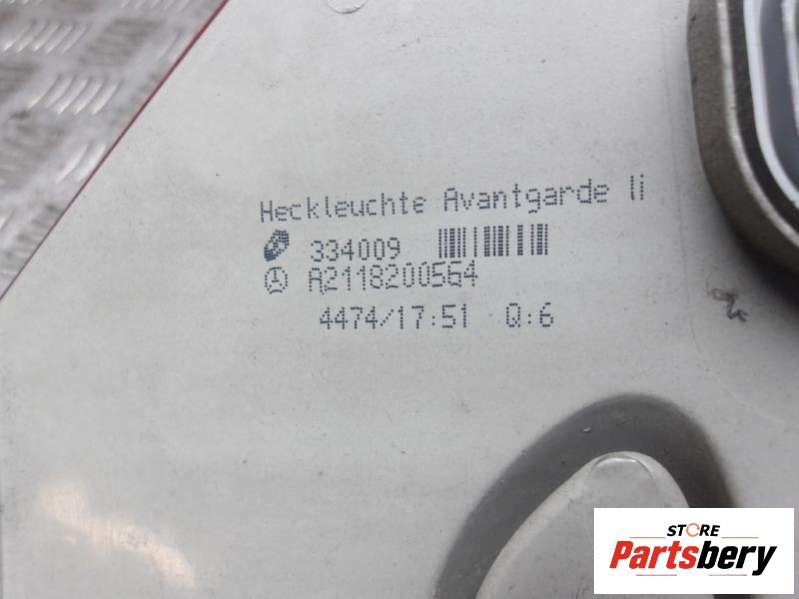 Heckleuchte Avantgarde li
334009
A2118200564
4474/17:51 Q:6
STORE
Partsbery